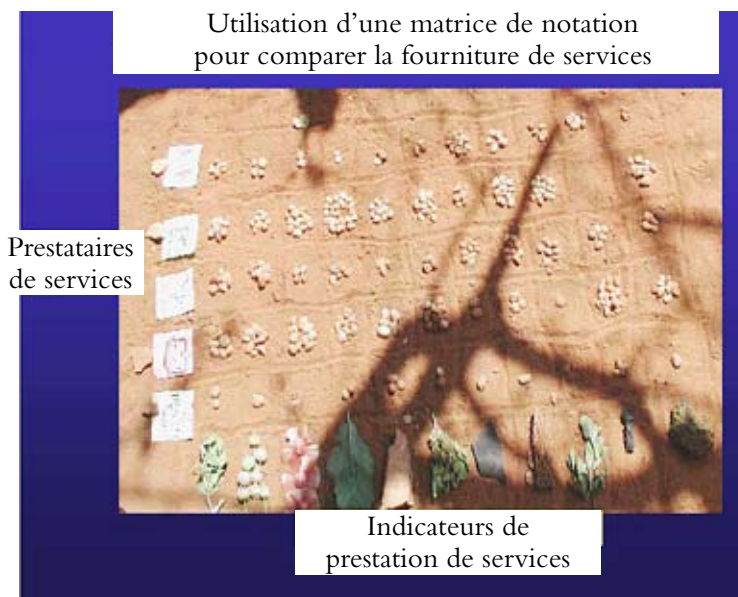 Utilisation d’une matrice de notation
pour comparer la fourniture de services
Prestataires
de services
Indicateurs de
prestation de services